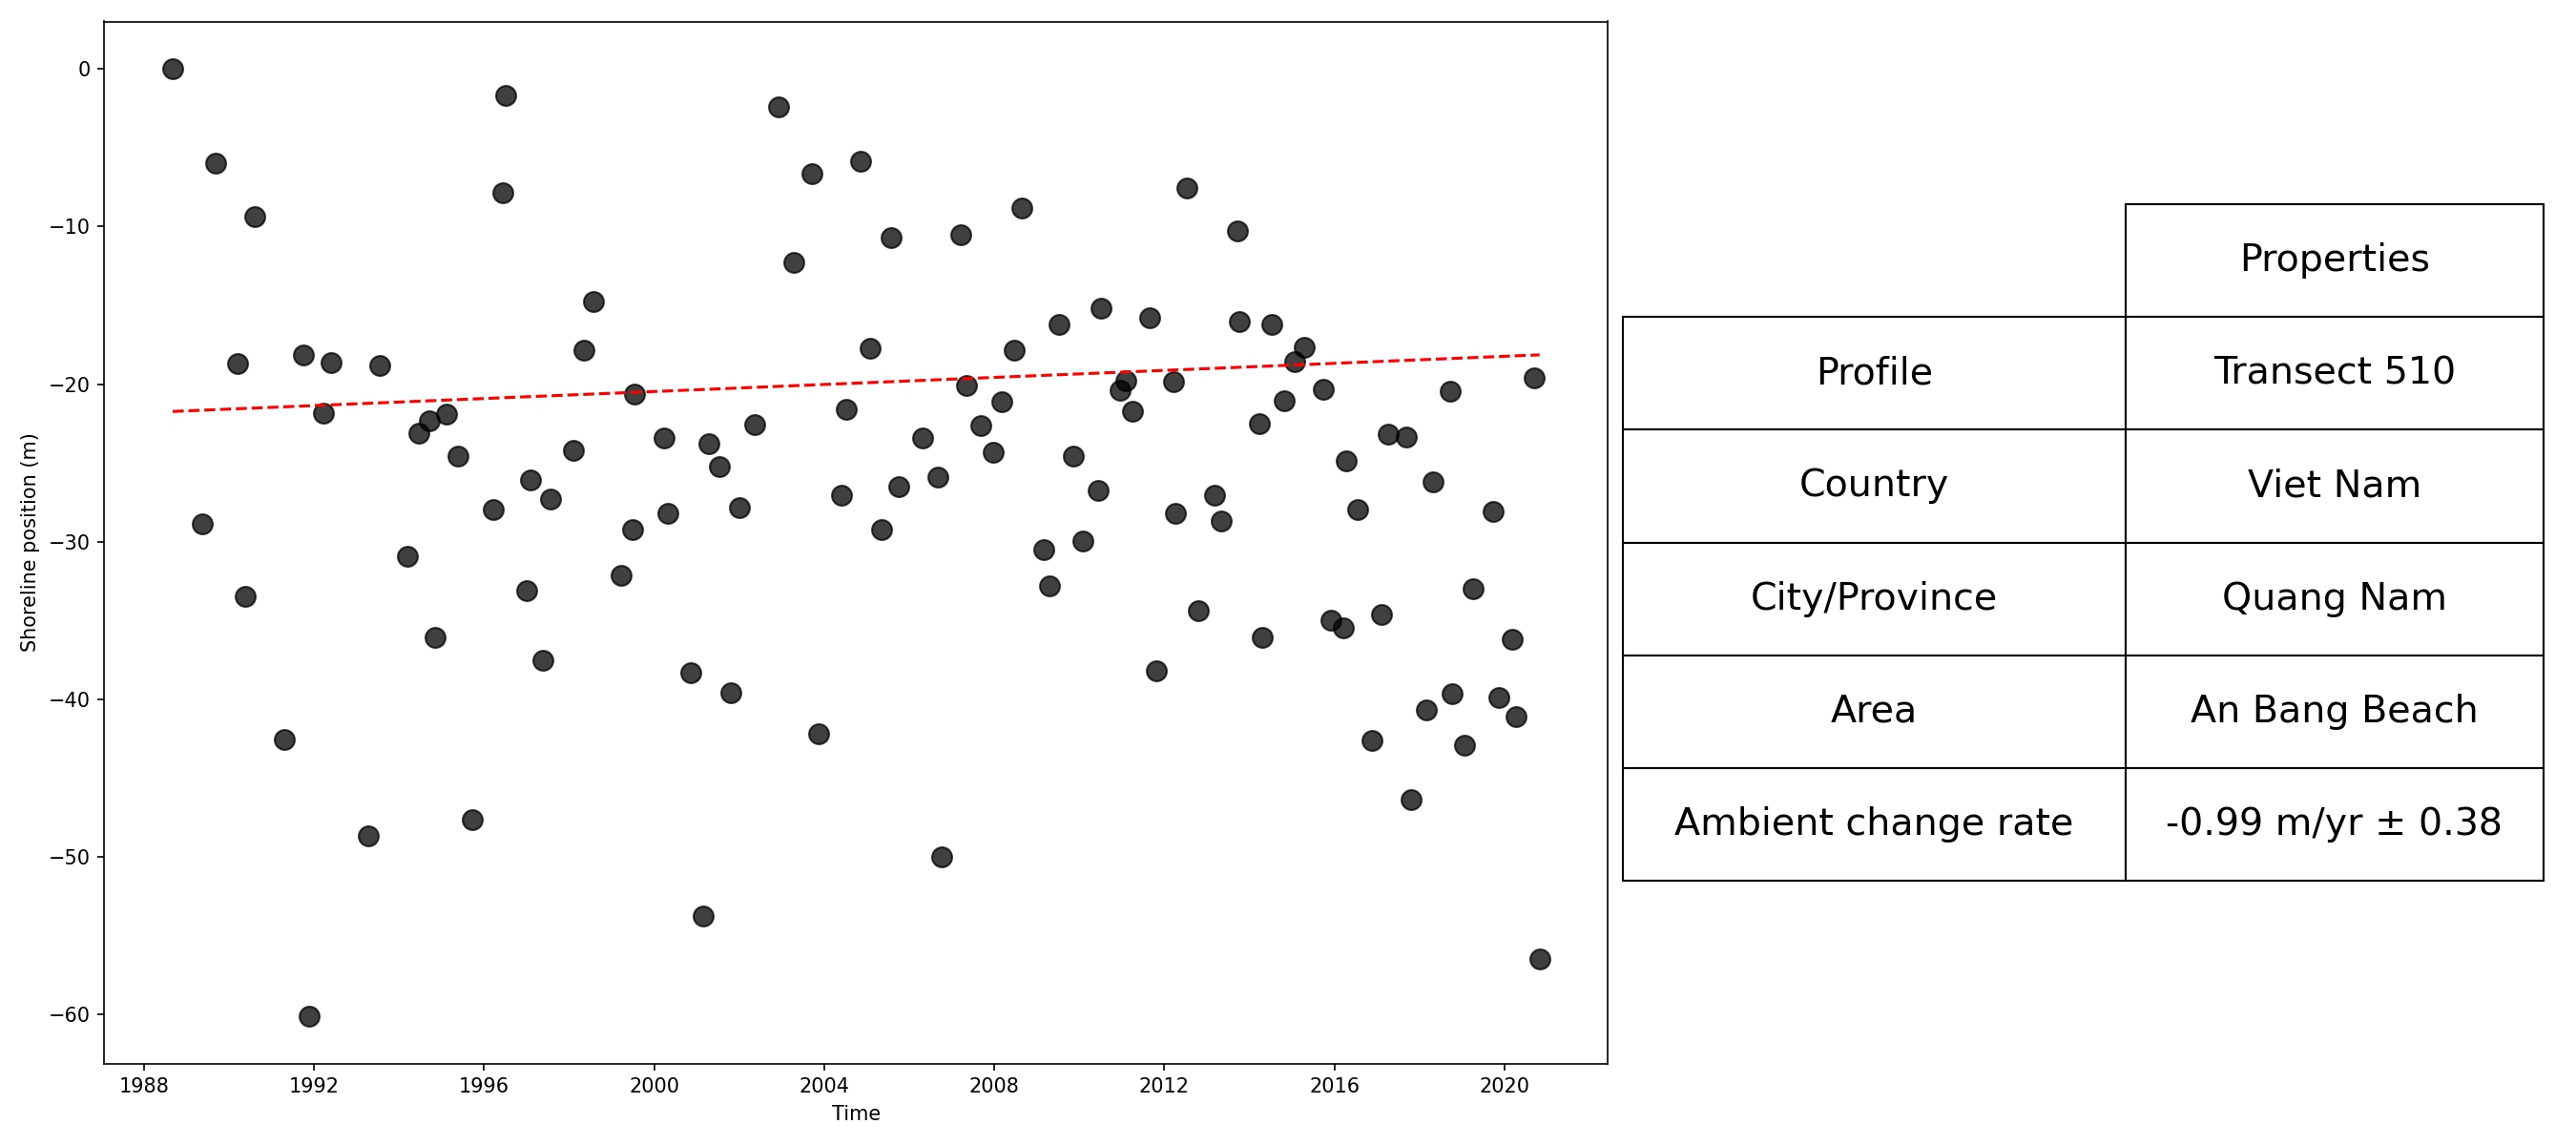 0
−10
−20
−30
−40
−50
−60
Shoreline position (m)
1988 1992 1996 2000 2004 2008 2012 2016 2020
Time
Properties
Profile Transect 510
Country Viet Nam
City/Province Quang Nam
Area An Bang Beach
Ambient change rate -0.99 m/yr ± 0.38